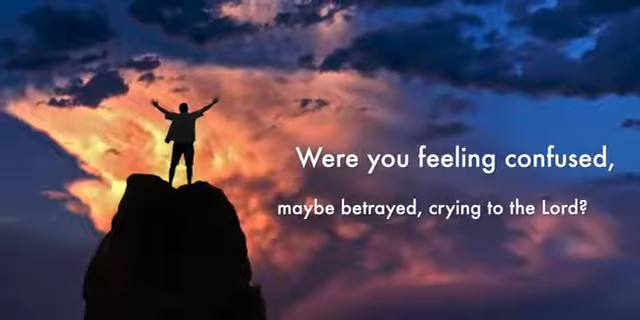 Were you feeling confused,
maybe betrayed, crying to the Lord?